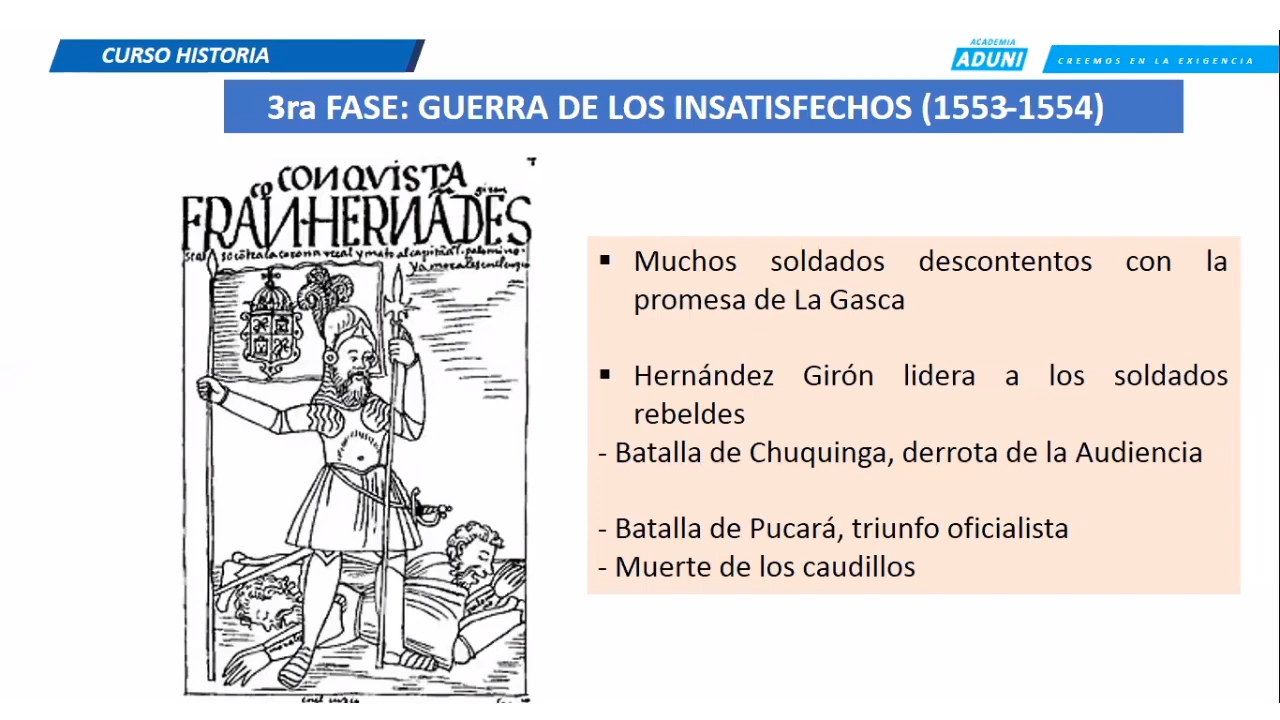 CURSO HISTORIA
ACADEMIA
ADUNI
CREEMOS EN LA EXIGENCIA
3ra FASE: GUERRA DE LOS INSATISFECHOS (1553-1554)
CONQVISTA
FRAN HERNADES
▪ Muchos soldados descontentos con la
promesa de La Gasca
▪ Hernández Girón lidera a los soldados
rebeldes
- Batalla de Chuquinga, derrota de la Audiencia
- Batalla de Pucará, triunfo oficialista
- Muerte de los caudillos